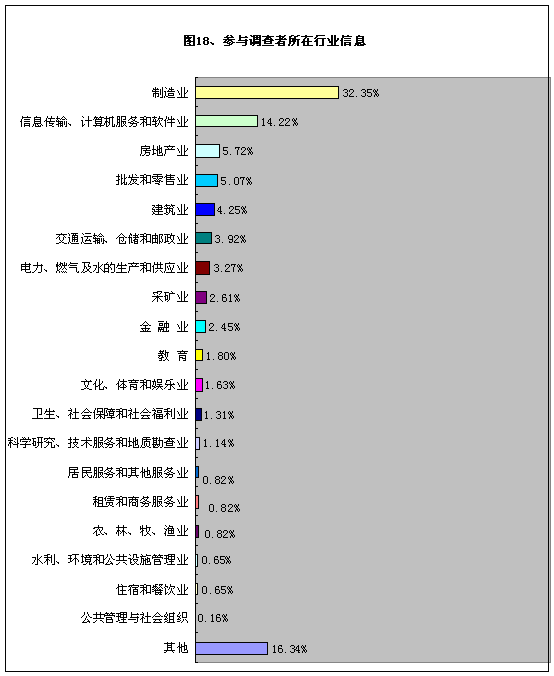 图18、参与调查者所在行业信息
制造业 32.35%
信息传输、计算机服务和软件业 14.22%
房地产业 5.72%
批发和零售业 5.07%
建筑业 4.25%
交通运输、仓储和邮政业 3.92%
电力、燃气及水的生产和供应业 3.27%
采矿业 2.61%
金 融 业 2.45%
教 育 1.80%
文化、体育和娱乐业 1.63%
卫生、社会保障和社会福利业 1.31%
科学研究、技术服务和地质勘查业 1.14%
居民服务和其他服务业 0.82%
租赁和商务服务业 0.82%
农、林、牧、渔业 0.82%
水利、环境和公共设施管理业 0.65%
住宿和餐饮业 0.65%
公共管理与社会组织 0.16%
其他 16.34%